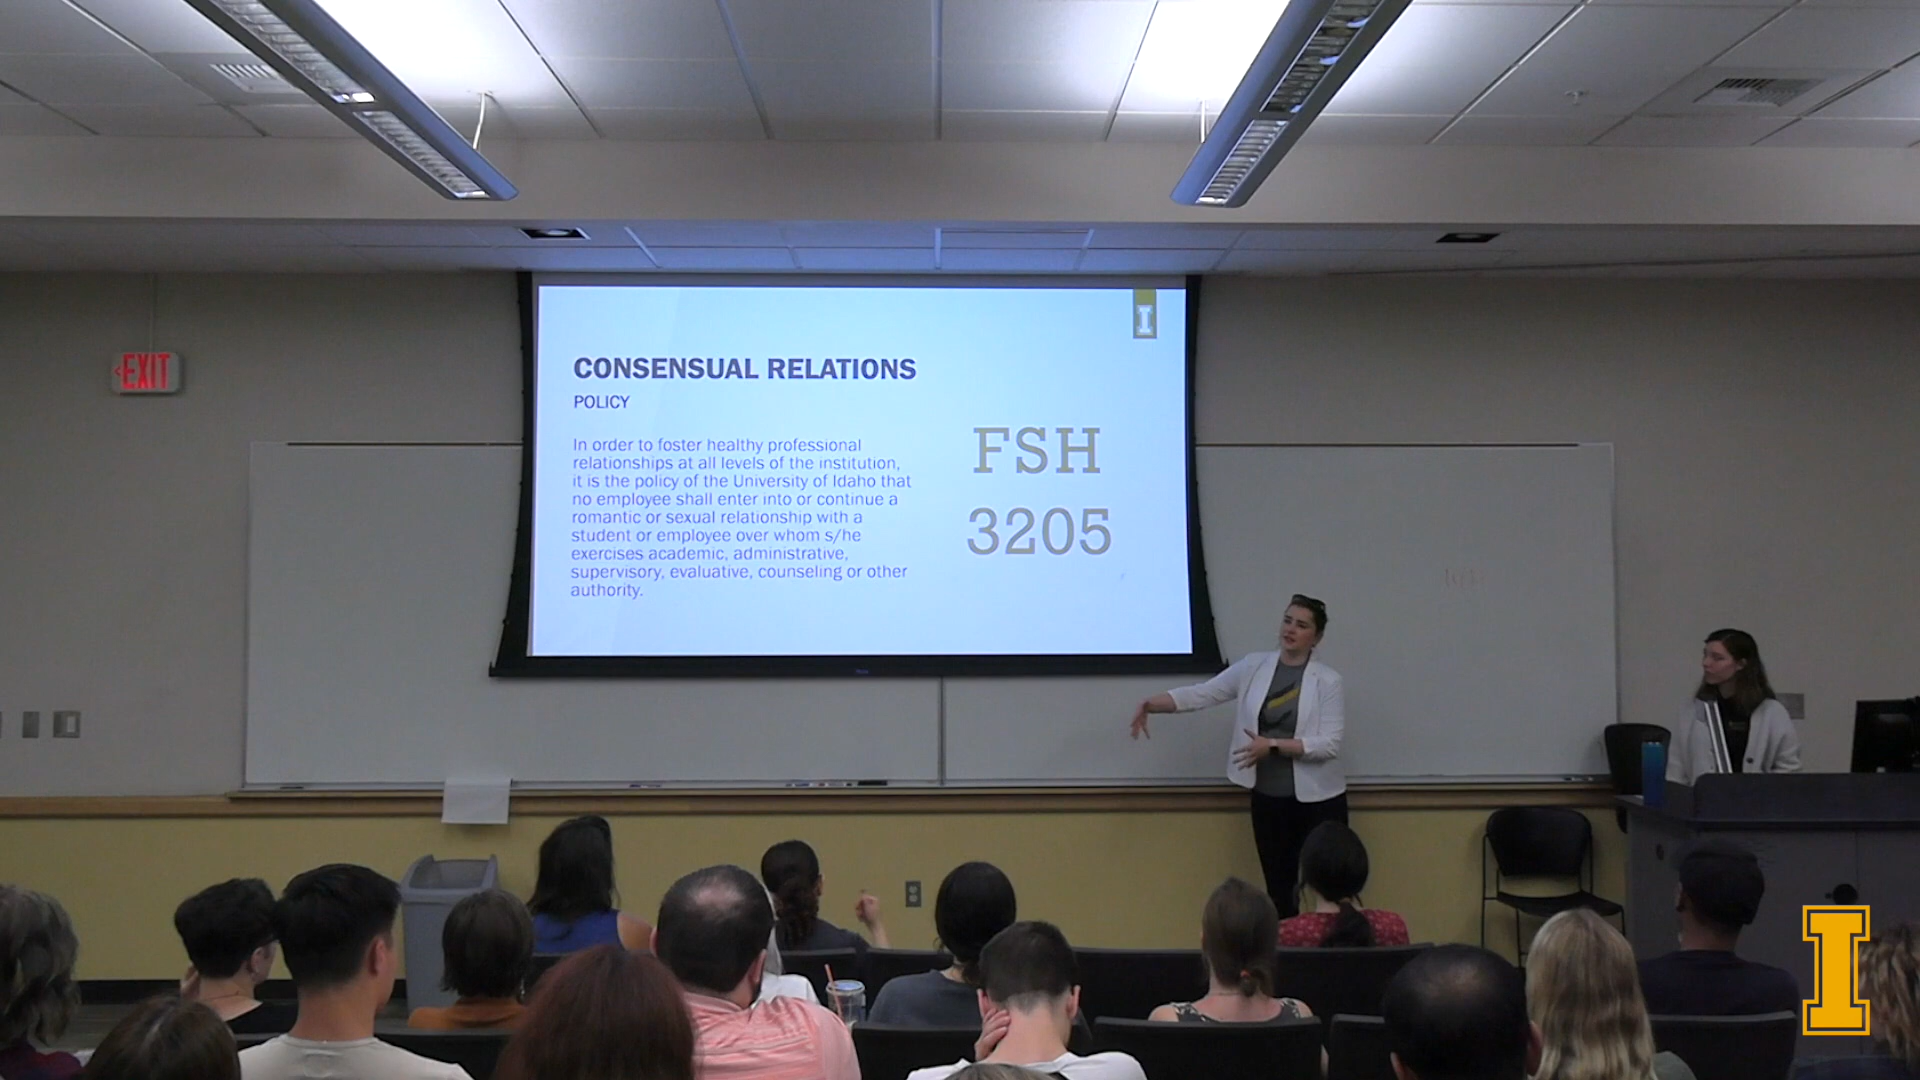 I
EXIT
CONSENSUAL RELATIONS
POLICY
In order to foster healthy professional
relationships at all levels of the institution,
it is the policy of the University of Idaho that
no employee shall enter into or continue a
romantic or sexual relationship with a
student or employee over whom s/he
exercises academic, administrative,
supervisory, evaluative, counseling or other
authority.
FSH
3205
I